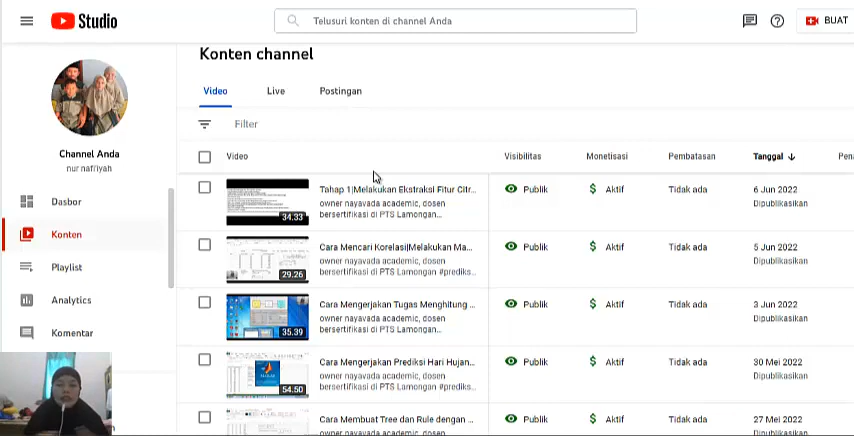 Studio
Telusuri konten di channel Anda
BUAT
Channel Anda
nur nafi'iyah
Dasbor
Konten
Playlist
Analytics
Komentar
Konten channel
Video Live Postingan
Filter
Video Visibilitas Monetisasi Pembatasan Tanggal
34.33 Tahap 1|Melakukan Ekstraksi Fitur Citr... Publik Aktif Tidak ada 6 Jun 2022
owner nayavada academic, dosen Dipublikasikan
bersertifikasi di PTS Lamongan...
29.26 Cara Mencari Korelasi|Melakukan Ma... Publik Aktif Tidak ada 5 Jun 2022
owner nayavada academic, dosen Dipublikasikan
bersertifikasi di PTS Lamongan #prediks...
35.39 Cara Mengerjakan Tugas Menghitung ... Publik Aktif Tidak ada 3 Jun 2022
owner nayavada academic, dosen Dipublikasikan
bersertifikasi di PTS Lamongan...
54.50 Cara Mengerjakan Prediksi Hari Hujan... Publik Aktif Tidak ada 30 Mei 2022
owner nayavada academic, dosen Dipublikasikan
bersertifikasi di PTS Lamongan #prediks...
Cara Membuat Tree dan Rule dengan ... Publik Aktif Tidak ada 27 Mei 2022
owner nayavada academic, dosen Dipublikasikan